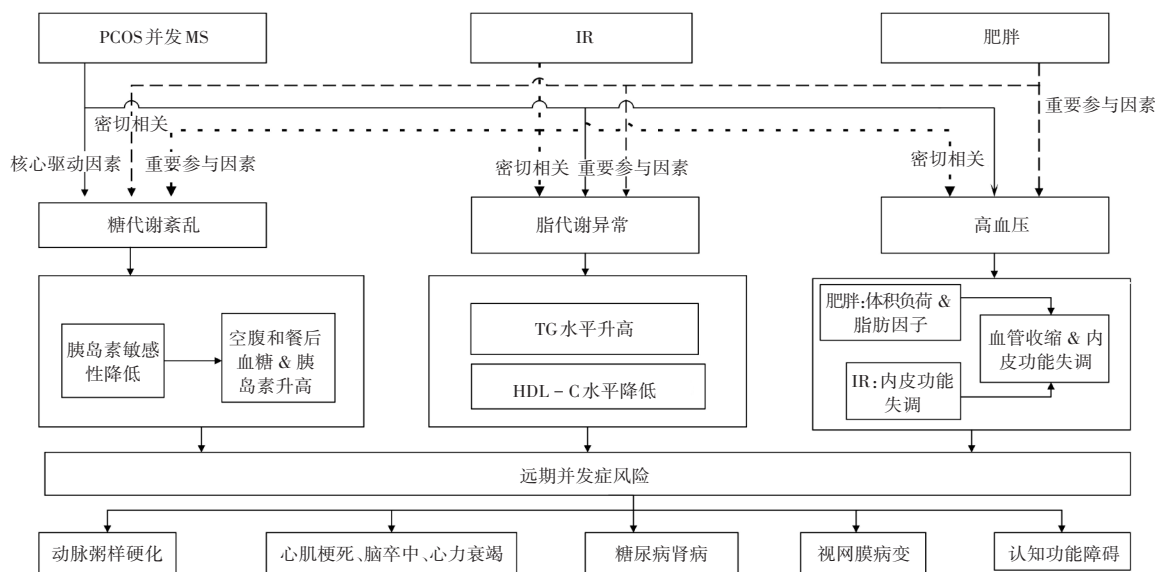 PCOS并发MS
IR
肥胖
重要参与因素
密切相关
核心驱动因素
重要参与因素
密切相关
重要参与因素
密切相关
糖代谢紊乱
脂代谢异常
高血压
胰岛素敏感
性降低
空腹和餐后
血糖 & 胰
岛素升高
TG水平升高
HDL-C水平降低
肥胖:体积负荷 &
脂肪因子
IR:内皮功能
失调
血管收缩 & 内
皮功能失调
远期并发症风险
动脉粥样硬化
心肌梗死、脑卒中、心力衰竭
糖尿病肾病
视网膜病变
认知功能障碍